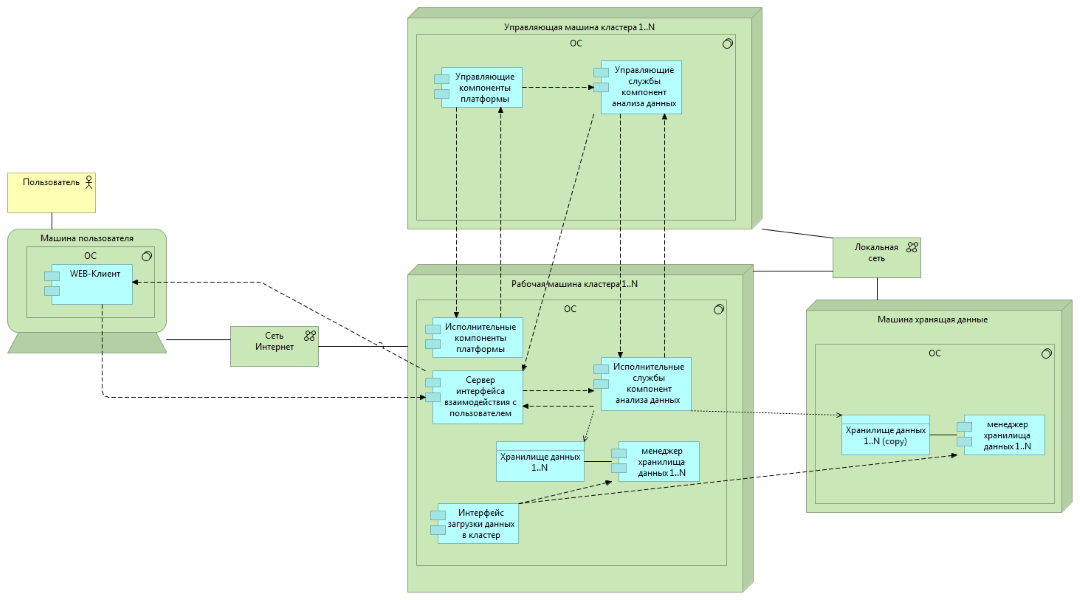 Управляющая машина кластера 1..N
ОС
Управляющие
компоненты
платформы
Управляющие
службы
компонент
анализа данных
Пользователь
Машина пользователя
ОС
WEB-Клиент
Сеть
Интернет
Локальная
сеть
Рабочая машина кластера 1..N
ОС
Исполнительные
компоненты
платформы
Сервер
интерфейса
взаимодействия с
пользователем
Исполнительные
службы
компонент
анализа данных
Хранилище данных
1..N
менеджер
хранилища
данных 1..N
Интерфейс
загрузки данных
в кластер
Машина хранящая данные
ОС
Хранилище данных
1..N (copy)
менеджер
хранилища
данных 1..N